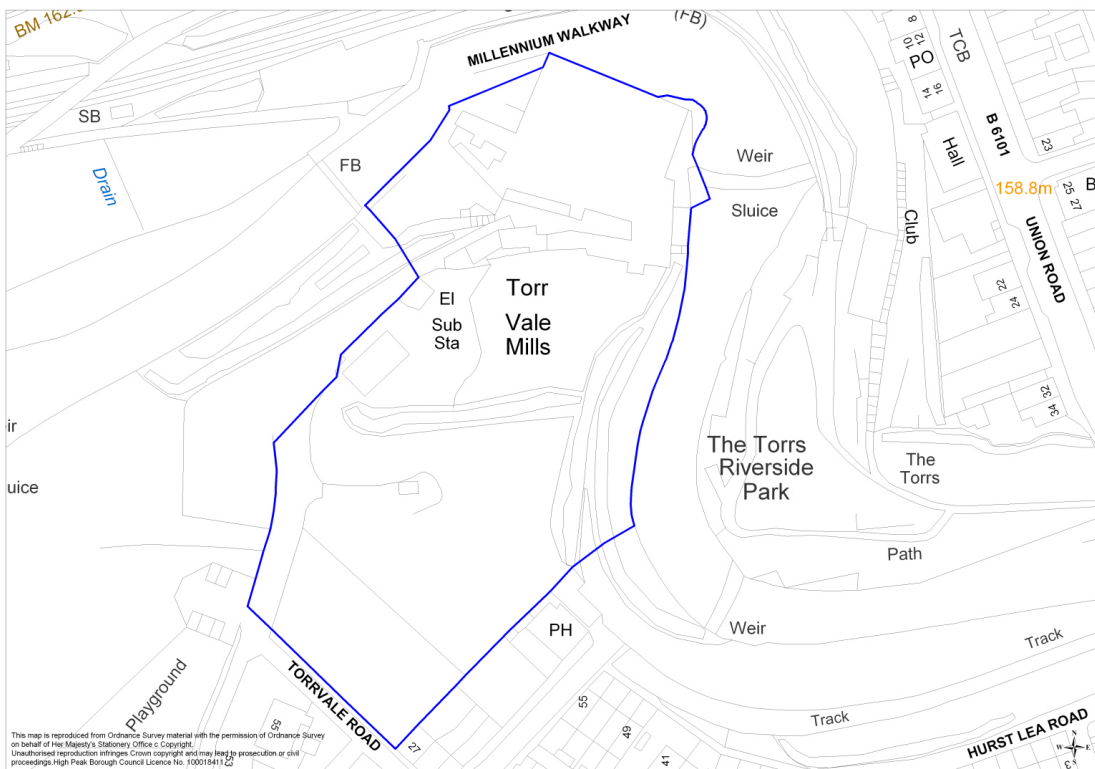 BM 162.
MILLENNIUM WALKWAY
(FB)
8
10
12
PO
14
16
TCB
B 6101
SB
Drain
FB
Weir
Sluice
Hall
23
158.8m
25
27
B
Club
UNION ROAD
22
24
El
Sub
Sta
Torr
Vale
Mills
32
34
eir
luice
The Torrs
Riverside
Park
The
Torrs
Path
PH
Weir
Track
Playground
TORRVALE ROAD
55
53
27
55
49
41
Track
HURST LEA ROAD
N
W
E
S
3
This map is reproduced from Ordnance Survey material with the permission of Ordnance Survey
on behalf of Her Majesty's Stationery Office c Copyright.
Unauthorised reproduction infringes Crown copyright and may lead to prosecution or civil
proceedings.High Peak Borough Council Licence No. 100018411